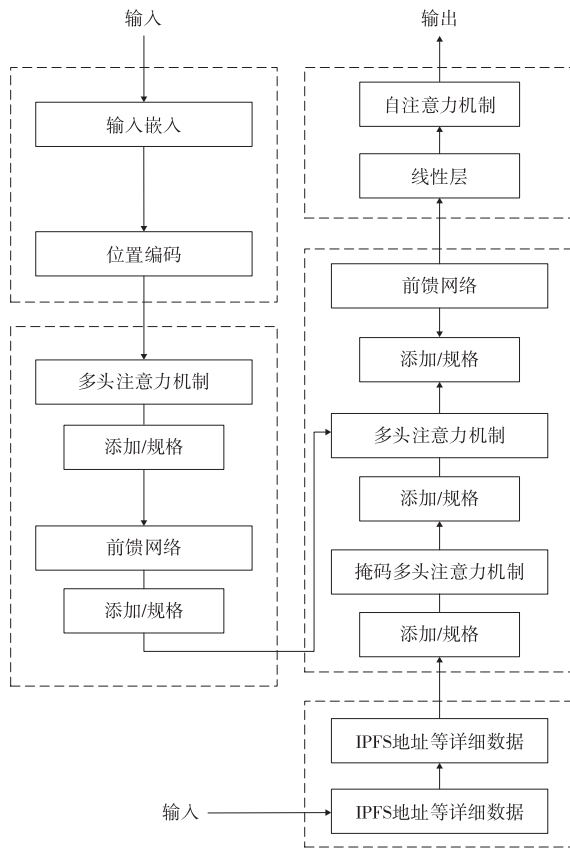 输入
输入嵌入
位置编码
多头注意力机制
添加/规格
前馈网络
添加/规格
输出
自注意力机制
线性层
前馈网络
添加/规格
多头注意力机制
添加/规格
掩码多头注意力机制
添加/规格
IPFS地址等详细数据
输入
IPFS地址等详细数据